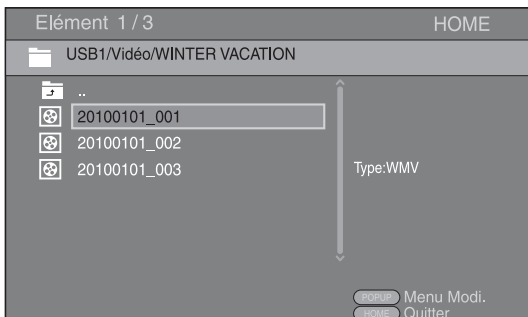 Elément 1 / 3 HOME
USB1/Vidéo/WINTER VACATION
..
20100101_001
20100101_002
20100101_003
Type:WMV
POPUP Menu Modi.
HOME Quitter